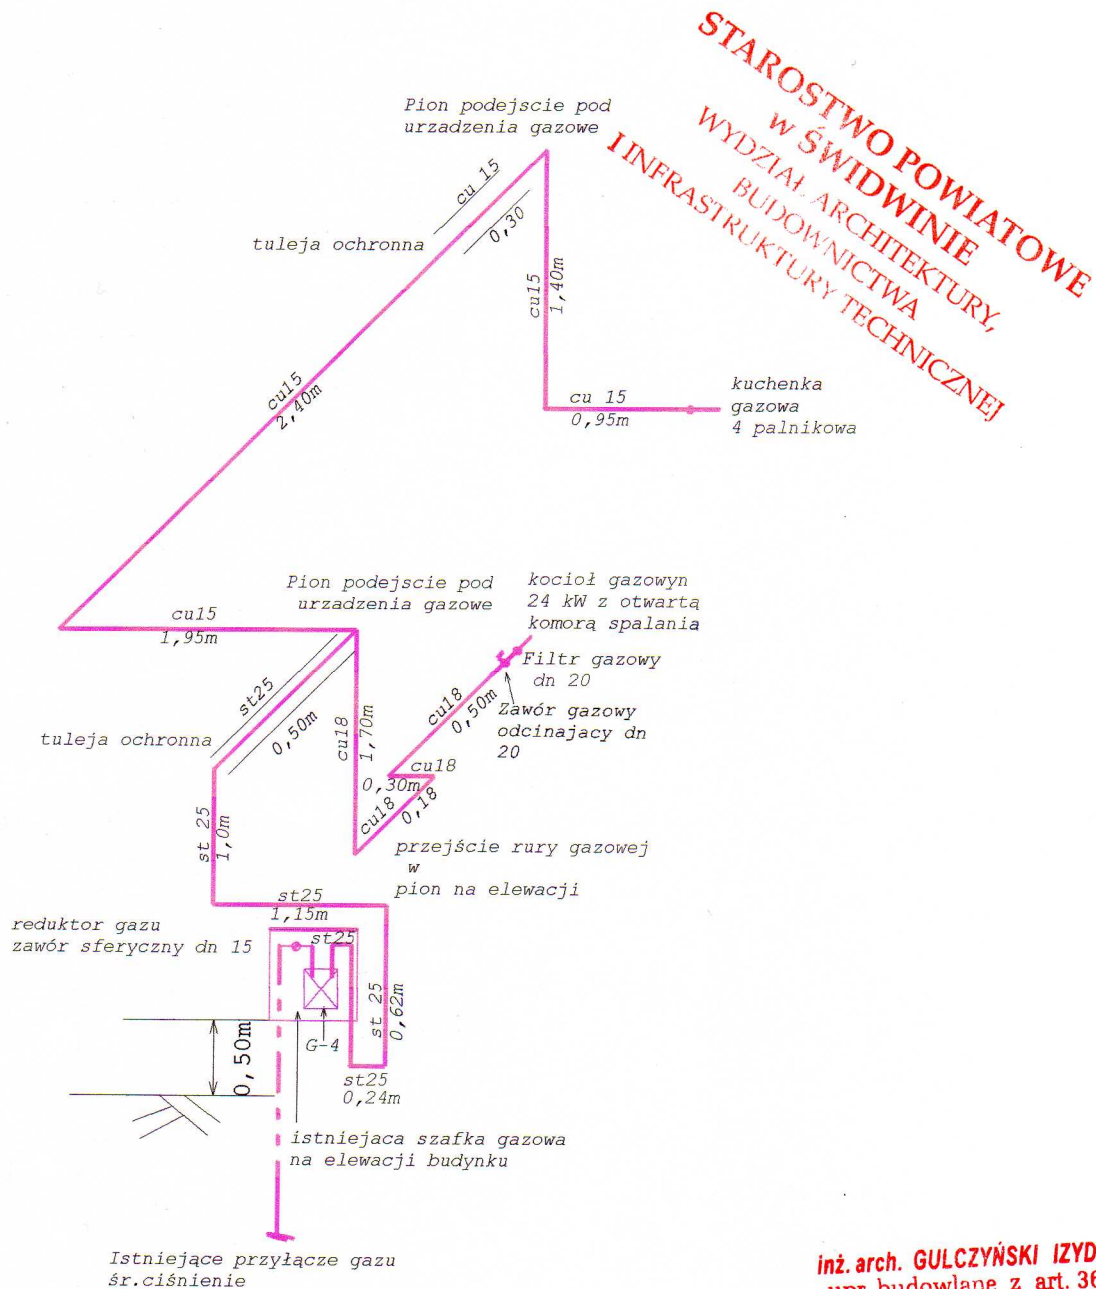 STAROSTWO POWIATOWE
w ŚWIDWINIE
WYDZIAŁ ARCHITEKTURY,
BUDOWNICTWA
I INFRASTRUKTURY TECHNICZNEJ
Pion podejscie pod
urzadzenia gazowe
cu 15
0,30
tuleja ochronna
cu15
1,40m
cu15
2,40m
cu 15
0,95m
kuchenka
gazowa
4 palnikowa
Pion podejscie pod
urzadzenia gazowe
kocioł gazowyn
24 kW z otwartą
komorą spalania
cu15
1,95m
Filtr gazowy
dn 20
st25
0,50m
cu18
0,50m
Zawór gazowy
odcinajacy dn
20
tuleja ochronna
cu18
1,70m
cu18
0,30m
cu18
0,18
st 25
1,0m
przejście rury gazowej
w
pion na elewacji
st25
1,15m
reduktor gazu
zawór sferyczny dn 15
st25
st 25
0,62m
G-4
0,50m
st25
0,24m
istniejaca szafka gazowa
na elewacji budynku
Istniejące przyłącze gazu
śr.ciśnienie
inż. arch. GULCZYŃSKI IZYD
upr. budowlane z art. 36